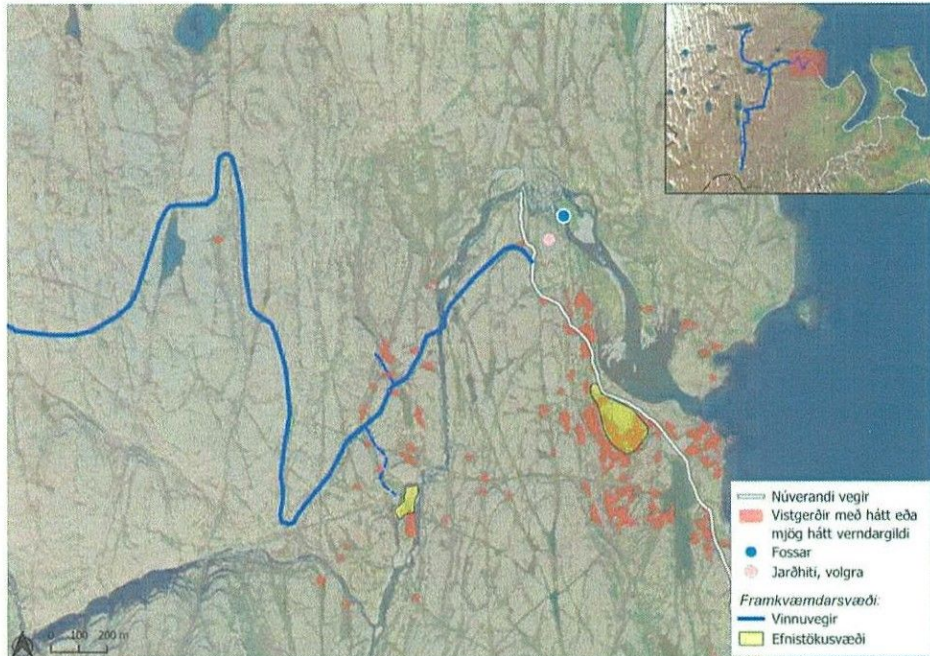 Núverandi vegir
Vistgerðir með hátt eða
mjög hátt verndargildi
Fossar
Jarðhiti, volgra
Framkvæmdarsvæði:
Vinnuvegir
Efnistökusvæði
0 100 200 m